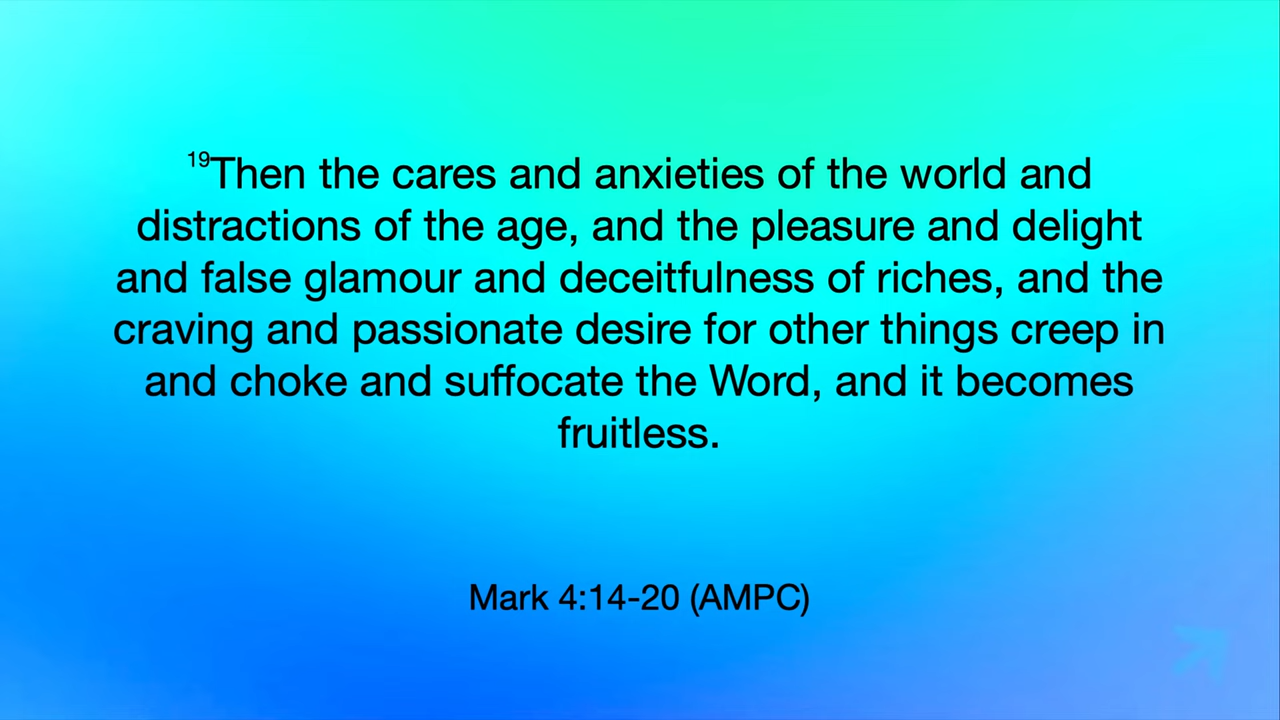 19Then the cares and anxieties of the world and
distractions of the age, and the pleasure and delight
and false glamour and deceitfulness of riches, and the
craving and passionate desire for other things creep in
and choke and suffocate the Word, and it becomes
fruitless.
Mark 4:14-20 (AMPC)